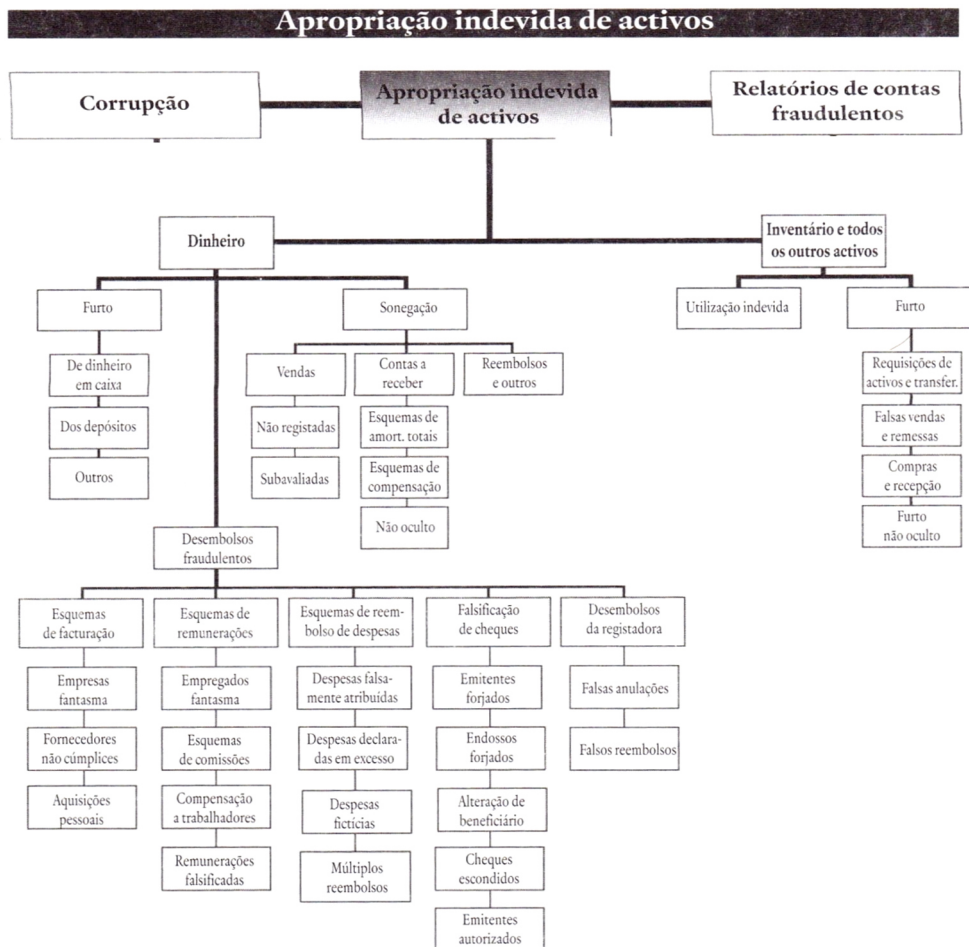 Apropriação indevida de activos
Corrupção
Apropriação indevida
de activos
Relatórios de contas
fraudulentos
Dinheiro
Inventário e todos
os outros activos
Furto
Sonegação
Utilização indevida
Furto
De dinheiro
em caixa
Dos depósitos
Outros
Vendas
Não registadas
Subavaliadas
Contas a
receber
Esquemas de
amort. totais
Esquemas de
compensação
Não oculto
Reembolsos
e outros
Requisições de
activos e transfer.
Falsas vendas
e remessas
Compras
e recepção
Furto
não oculto
Desembolsos
fraudulentos
Esquemas
de facturação
Empresas
fantasma
Fornecedores
não cúmplices
Aquisições
pessoais
Esquemas de
remunerações
Empregados
fantasma
Esquemas
de comissões
Compensação
a trabalhadores
Remunerações
falsificadas
Esquemas de reem-
bolso de despesas
Despesas falsa-
mente atribuídas
Despesas declara-
das em excesso
Despesas
fictícias
Múltiplos
reembolsos
Falsificação
de cheques
Emitentes
forjados
Endossos
forjados
Alteração de
beneficiário
Cheques
escondidos
Emitentes
autorizados
Desembolsos
da registadora
Falsas anulações
Falsos reembolsos